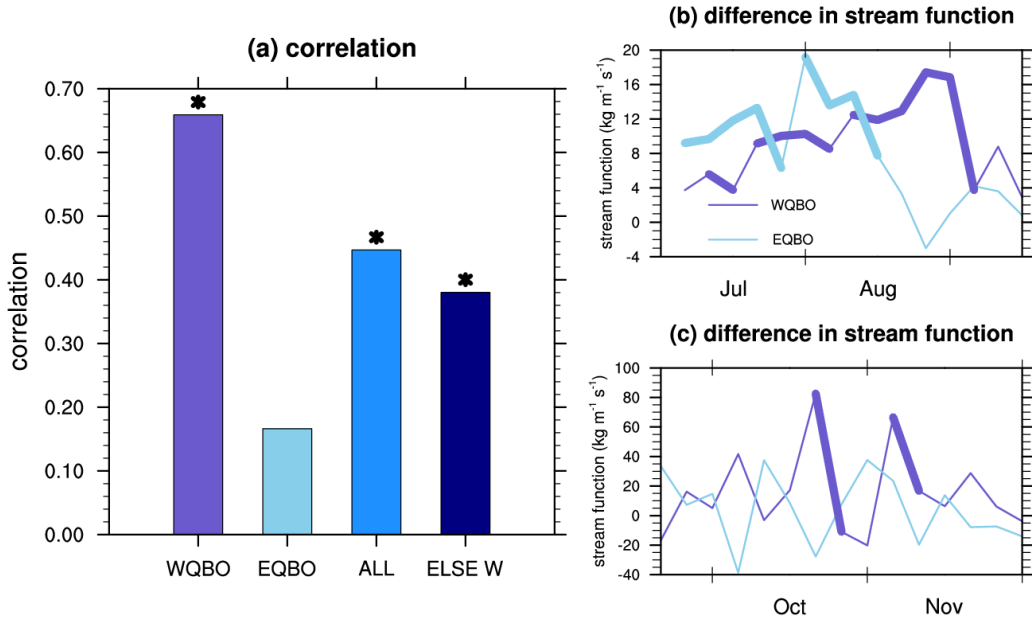 (a) correlation
correlation
0.70
0.60
0.50
0.40
0.30
0.20
0.10
0.00
WQBO
EQBO
ALL
ELSE W
(b) difference in stream function
stream function (kg m⁻¹ s⁻¹)
20
16
12
8
4
0
-4
WQBO
EQBO
Jul
Aug
(c) difference in stream function
stream function (kg m⁻¹ s⁻¹)
100
80
60
40
20
0
-20
-40
Oct
Nov